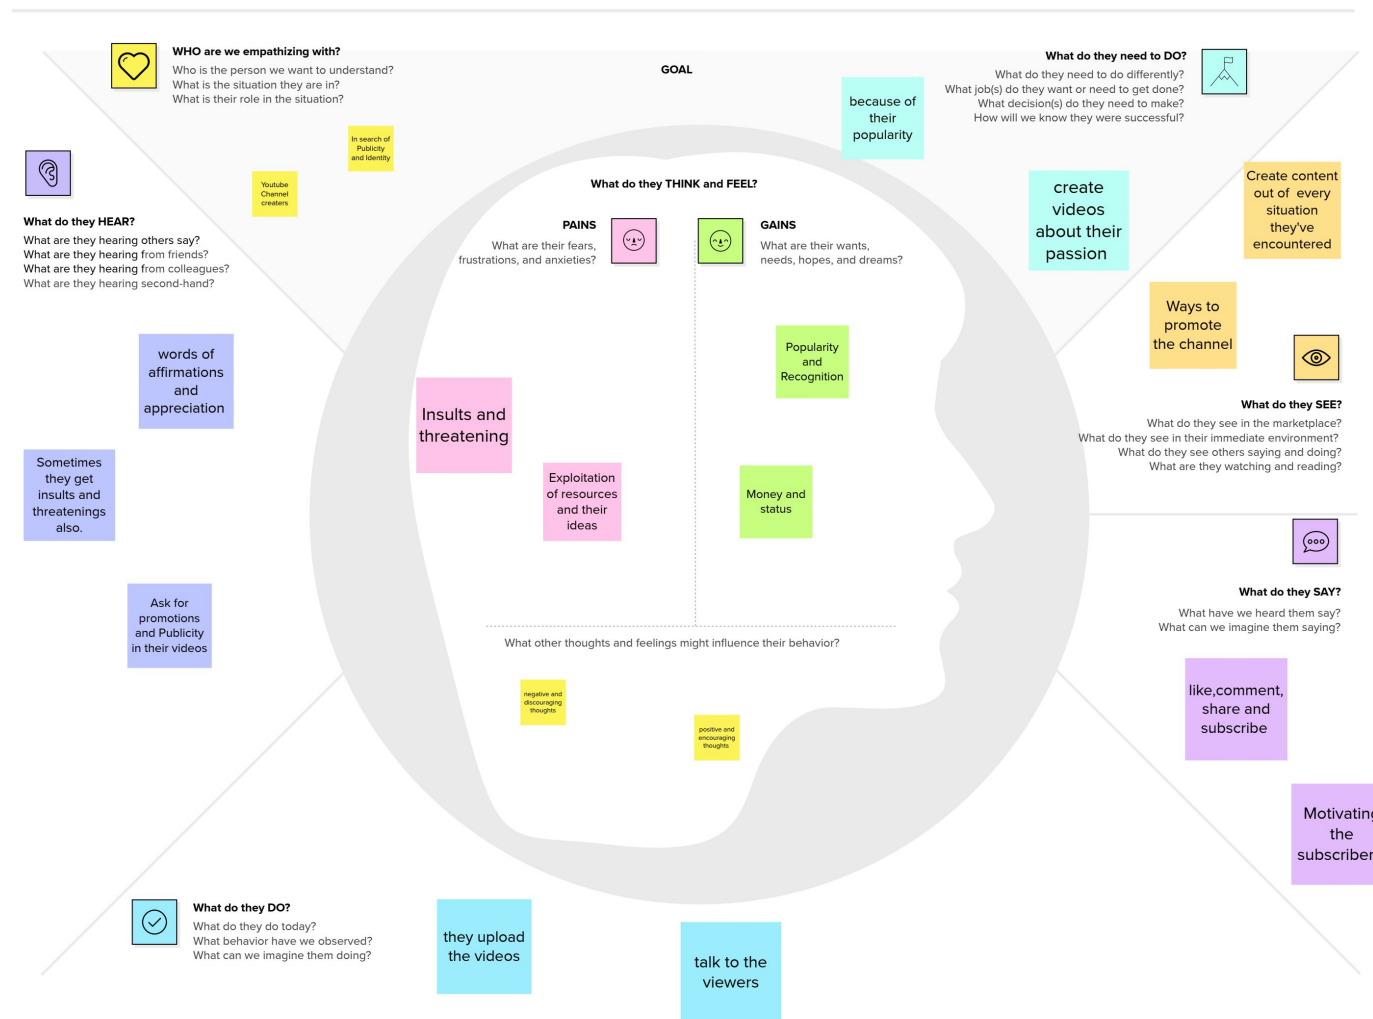 WHO are we empathizing with?
Who is the person we want to understand?
What is the situation they are in?
What is their role in the situation?
In search of
Publicity
and Identity
Youtube
Channel
creaters
GOAL
What do they need to DO?
What do they need to do differently?
What job(s) do they want or need to get done?
What decision(s) do they need to make?
How will we know they were successful?
because of
their
popularity
create
videos
about their
passion
What do they HEAR?
What are they hearing others say?
What are they hearing from friends?
What are they hearing from colleagues?
What are they hearing second-hand?
words of
affirmations
and
appreciation
Sometimes
they get
insults and
threatenings
also.
Ask for
promotions
and Publicity
in their videos
What do they THINK and FEEL?
PAINS
What are their fears,
frustrations, and anxieties?
Insults and
threatening
Exploitation
of resources
and their
ideas
GAINS
What are their wants,
needs, hopes, and dreams?
Popularity
and
Recognition
Money and
status
What other thoughts and feelings might influence their behavior?
negative and
discouraging
thoughts
positive and
encouraging
thoughts
Create content
out of every
situation
they've
encountered
Ways to
promote
the channel
What do they SEE?
What do they see in the marketplace?
What do they see in their immediate environment?
What do they see others saying and doing?
What are they watching and reading?
What do they SAY?
What have we heard them say?
What can we imagine them saying?
like,comment,
share and
subscribe
Motivating
the
subscriber
What do they DO?
What do they do today?
What behavior have we observed?
What can we imagine them doing?
they upload
the videos
talk to the
viewers